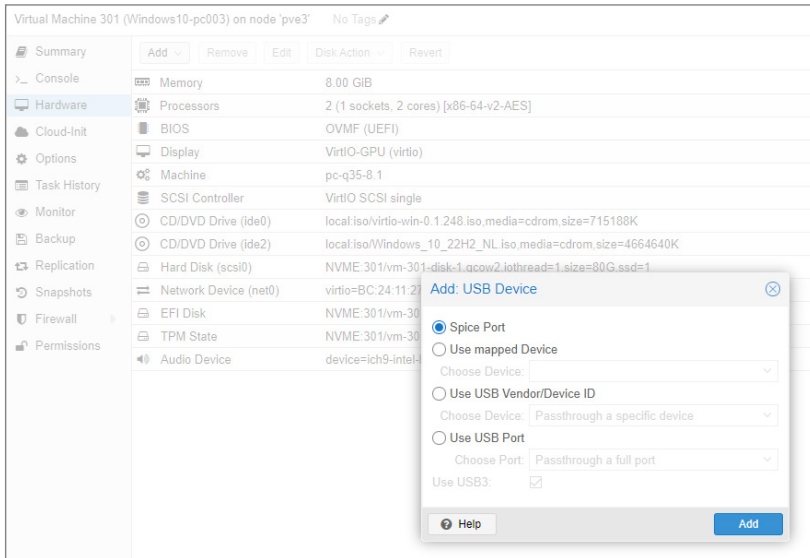 Virtual Machine 301 (Windows10-pc003) on node 'pve3' No Tags
Summary
Console
Hardware
Cloud-Init
Options
Task History
Monitor
Backup
Replication
Snapshots
Firewall
Permissions
Add Remove Edit Disk Action Revert
Memory 8.00 GiB
Processors 2 (1 sockets, 2 cores) [x86-64-v2-AES]
BIOS OVMF (UEFI)
Display VirtIO-GPU (virtio)
Machine pc-q35-8.1
SCSI Controller VirtIO SCSI single
CD/DVD Drive (ide0) local:iso/virtio-win-0.1.248.iso,media=cdrom,size=715188K
CD/DVD Drive (ide2) local:iso/Windows_10_22H2_NL.iso,media=cdrom,size=4664640K
Hard Disk (scsi0) NVME:301/vm-301-disk-1.qcow2,iothread=1,size=80G,ssd=1
Network Device (net0) virtio=BC:24:11:27
EFI Disk NVME:301/vm-30
TPM State NVME:301/vm-30
Audio Device device=ich9-intel-
Add: USB Device
Spice Port
Use mapped Device
Choose Device:
Use USB Vendor/Device ID
Choose Device: Passthrough a specific device
Use USB Port
Choose Port: Passthrough a full port
Use USB3:
Help Add